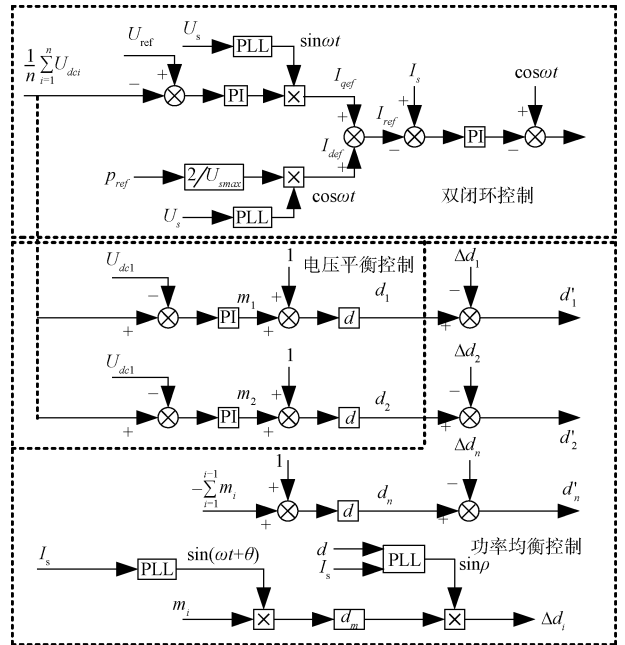 U_ref
U_s
PLL
sinωt
1/n ∑_{i=1}^{n} U_dci
+
−
PI
×
I_qef
I_s
cosωt
+
I_ref
+
+
−
PI
−
I_def
+
p_ref
2/U_smax
×
cosωt
U_s
PLL
双闭环控制
U_dc1
1
电压平衡控制
Δd_1
−
m_1
+
d_1
−
d'_1
+
PI
+
d
+
U_dc1
1
Δd_2
−
m_2
+
d_2
−
+
PI
+
d
+
d'_2
1
Δd_n
−∑_{i=1}^{i-1} m_i
+
d_n
−
d'_n
+
d
+
功率均衡控制
I_s
PLL
sin(ωt+θ)
d
I_s
PLL
sinρ
m_i
×
d_m
×
Δd_i